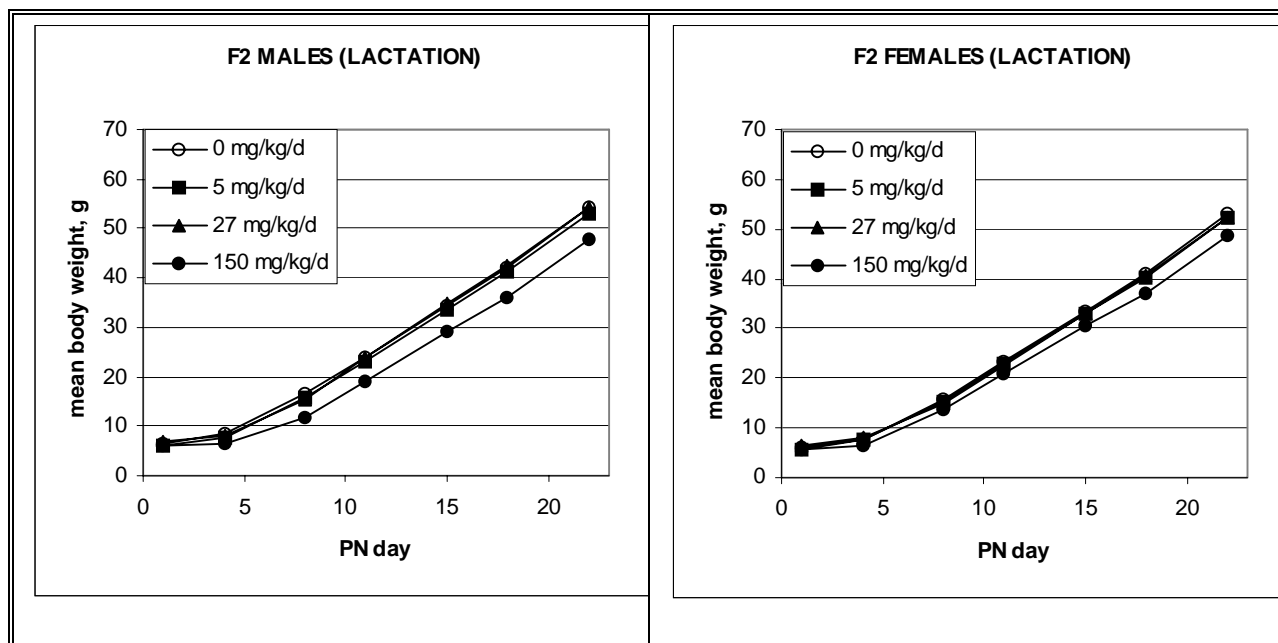 F2 MALES (LACTATION)
70
60
50
40
30
20
10
0
0 mg/kg/d
5 mg/kg/d
27 mg/kg/d
150 mg/kg/d
mean body weight, g
0 5 10 15 20
PN day
F2 FEMALES (LACTATION)
70
60
50
40
30
20
10
0
0 mg/kg/d
5 mg/kg/d
27 mg/kg/d
150 mg/kg/d
mean body weight, g
0 5 10 15 20
PN day